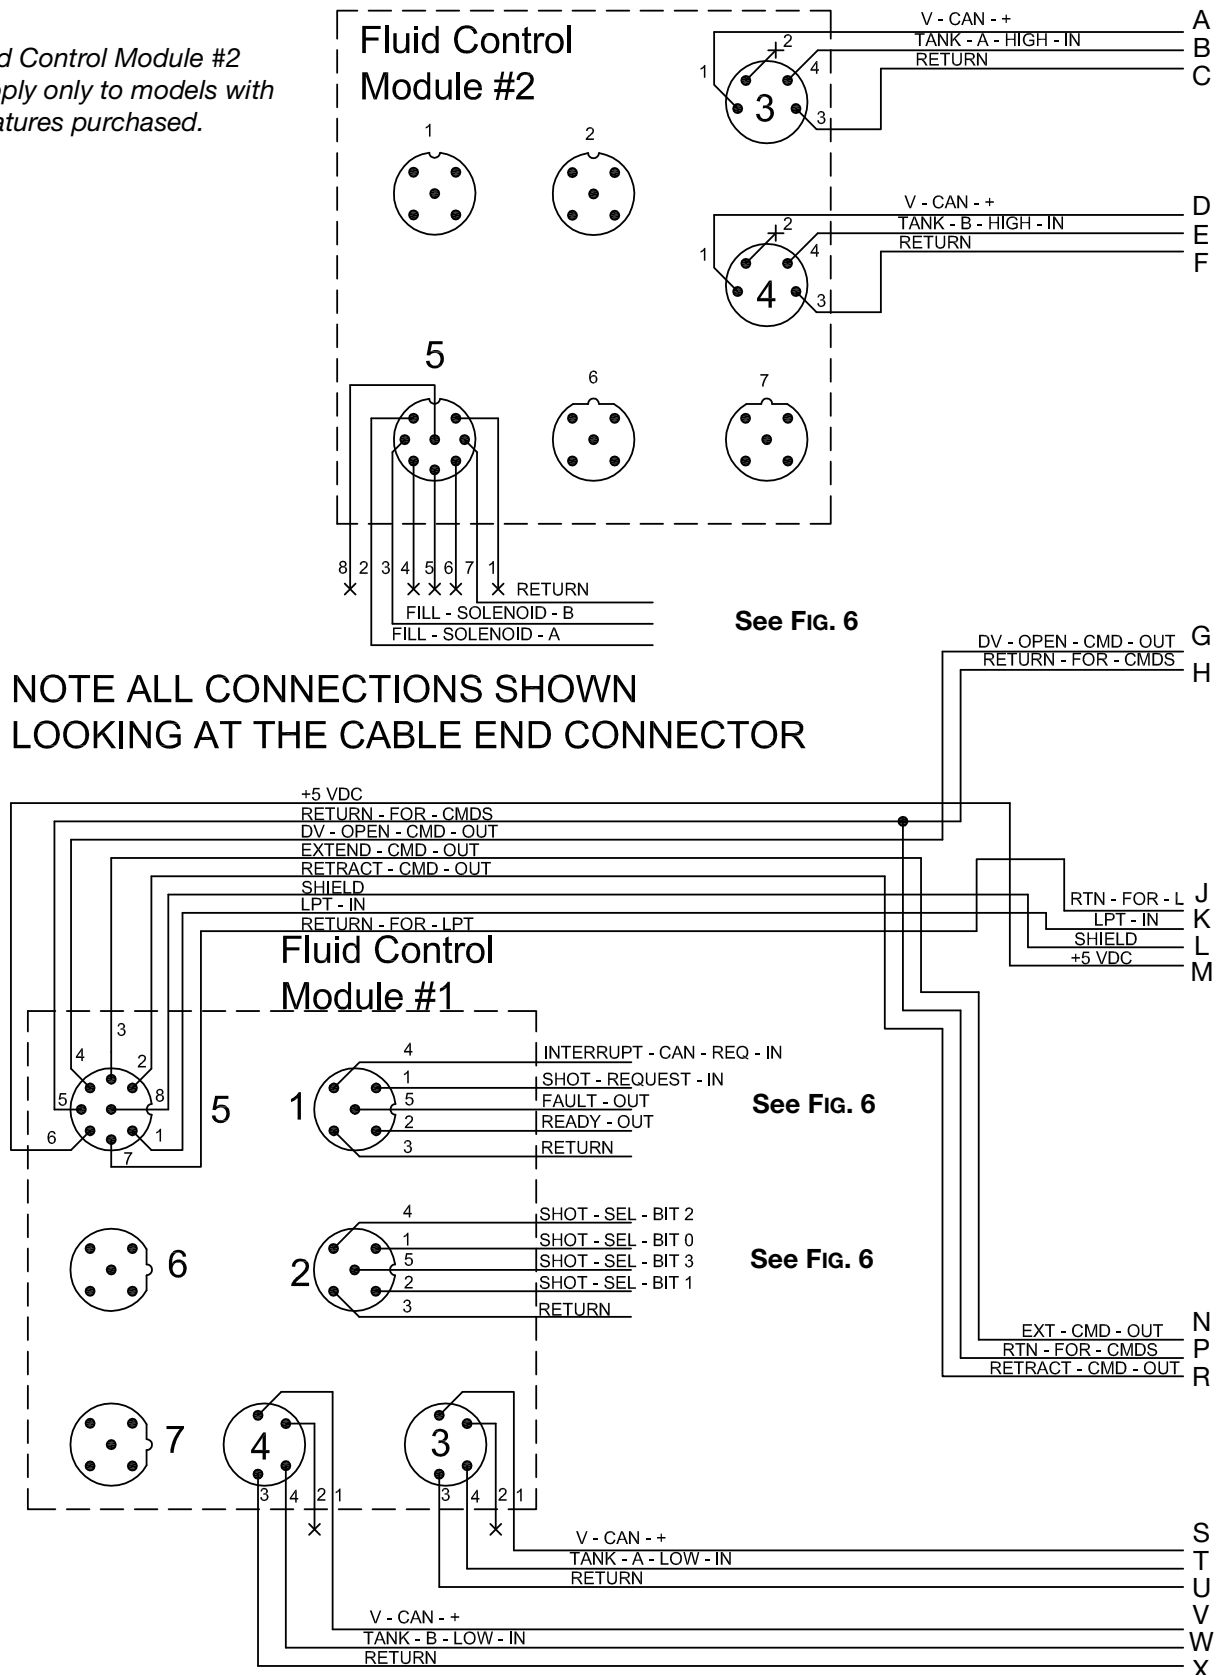 d Control Module #2
ply only to models with
atures purchased.
Fluid Control
Module #2
1
2
1
2
4
3
3
V - CAN - +
TANK - A - HIGH - IN
RETURN
A
B
C
1
2
4
3
4
V - CAN - +
TANK - B - HIGH - IN
RETURN
D
E
F
5
6
7
8 2 3 4 5 6 7 1
RETURN
FILL - SOLENOID - B
FILL - SOLENOID - A
See FIG. 6
DV - OPEN - CMD - OUT G
RETURN - FOR - CMDS H
NOTE ALL CONNECTIONS SHOWN
LOOKING AT THE CABLE END CONNECTOR
+5 VDC
RETURN - FOR - CMDS
DV - OPEN - CMD - OUT
EXTEND - CMD - OUT
RETRACT - CMD - OUT
SHIELD
LPT - IN
RETURN - FOR - LPT
RTN - FOR - L J
LPT - IN K
SHIELD L
+5 VDC M
Fluid Control
Module #1
3
4 2
5 8
6 1
7
5
1
4 INTERRUPT - CAN - REQ - IN
1 SHOT - REQUEST - IN
5 FAULT - OUT
2 READY - OUT
3 RETURN
See FIG. 6
6
2
4 SHOT - SEL - BIT 2
1 SHOT - SEL - BIT 0
5 SHOT - SEL - BIT 3
2 SHOT - SEL - BIT 1
3 RETURN
See FIG. 6
EXT - CMD - OUT N
RTN - FOR - CMDS P
RETRACT - CMD - OUT R
7
4
3
3 4 2 1
3 4 2 1
V - CAN - + S
TANK - A - LOW - IN T
RETURN U
V - CAN - + V
TANK - B - LOW - IN W
RETURN X